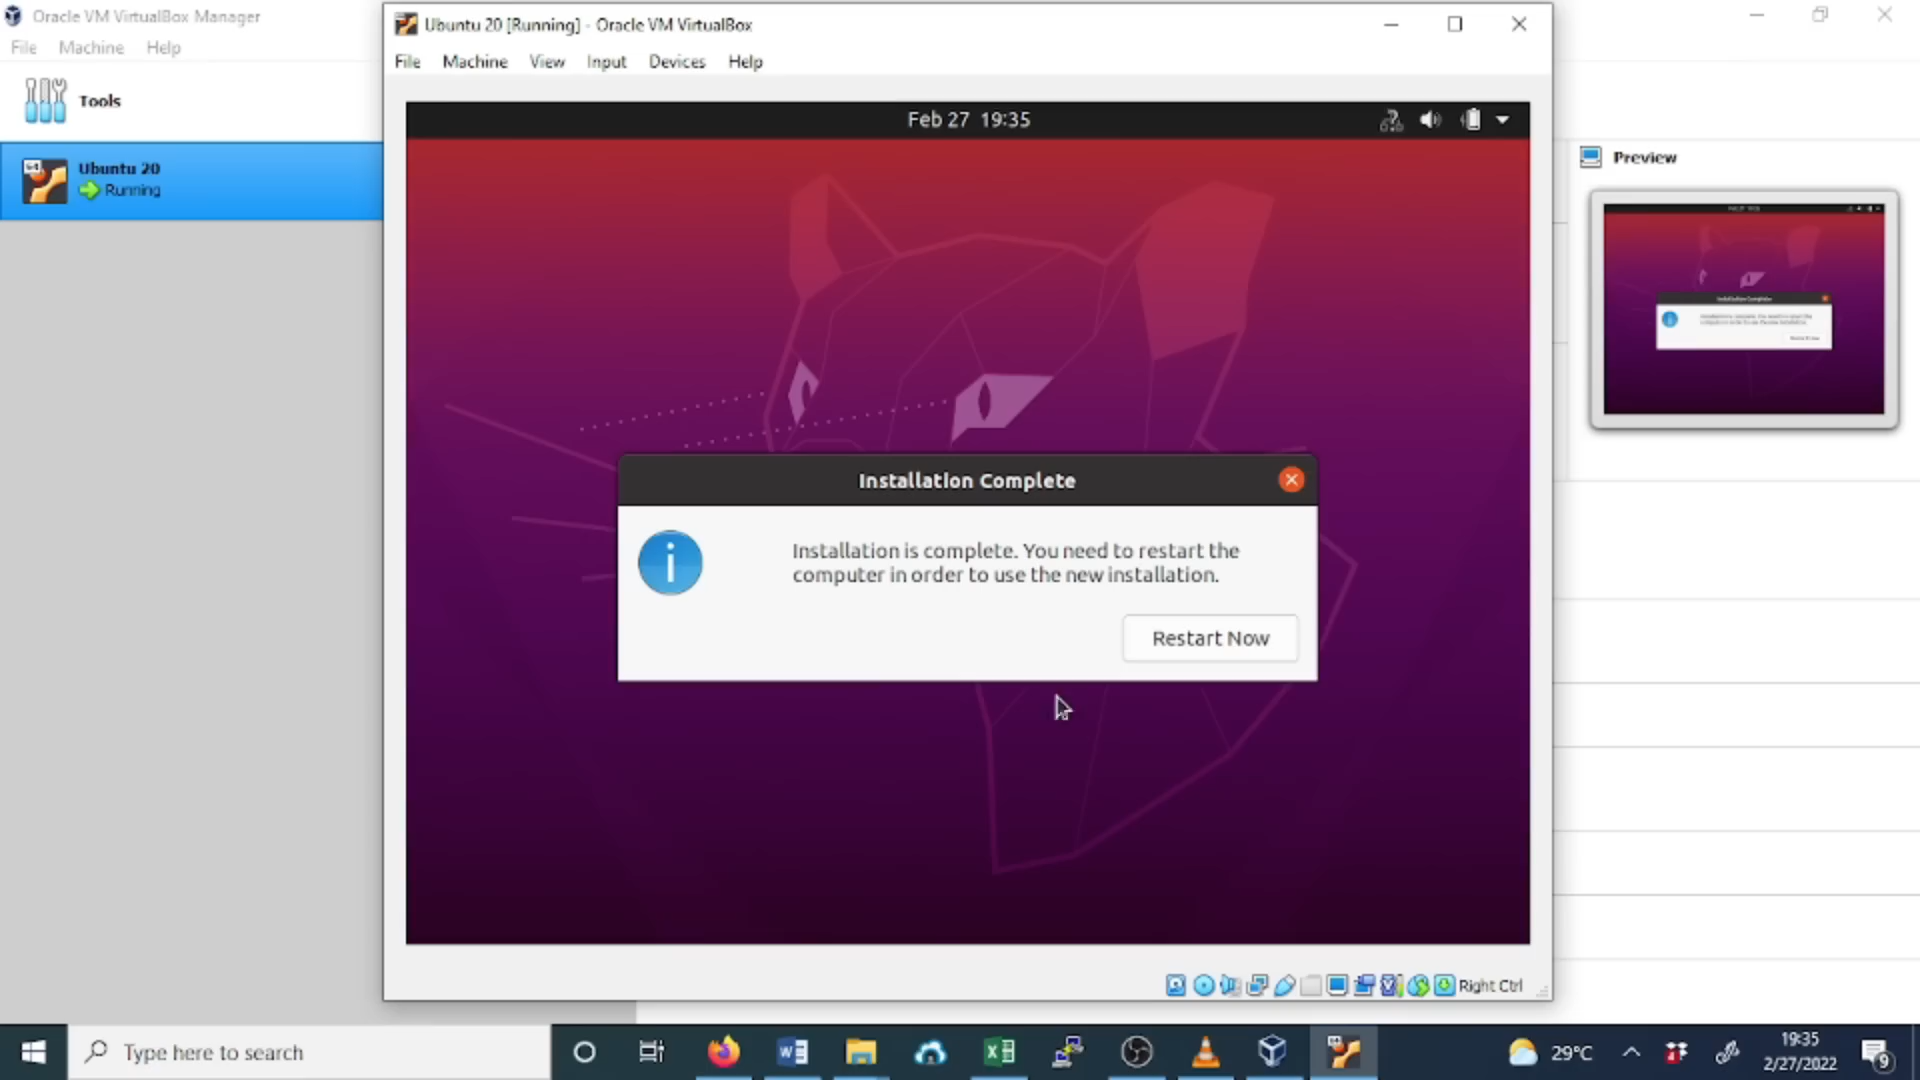 Oracle VM VirtualBox Manager
File Machine Help
Tools
Ubuntu 20
Running
Ubuntu 20 [Running] - Oracle VM VirtualBox
File Machine View Input Devices Help
Feb 27 19:35
Installation Complete
Installation is complete. You need to restart the
computer in order to use the new installation.
Restart Now
Right Ctrl
Preview
Type here to search
29°C
19:35
2/27/2022
9